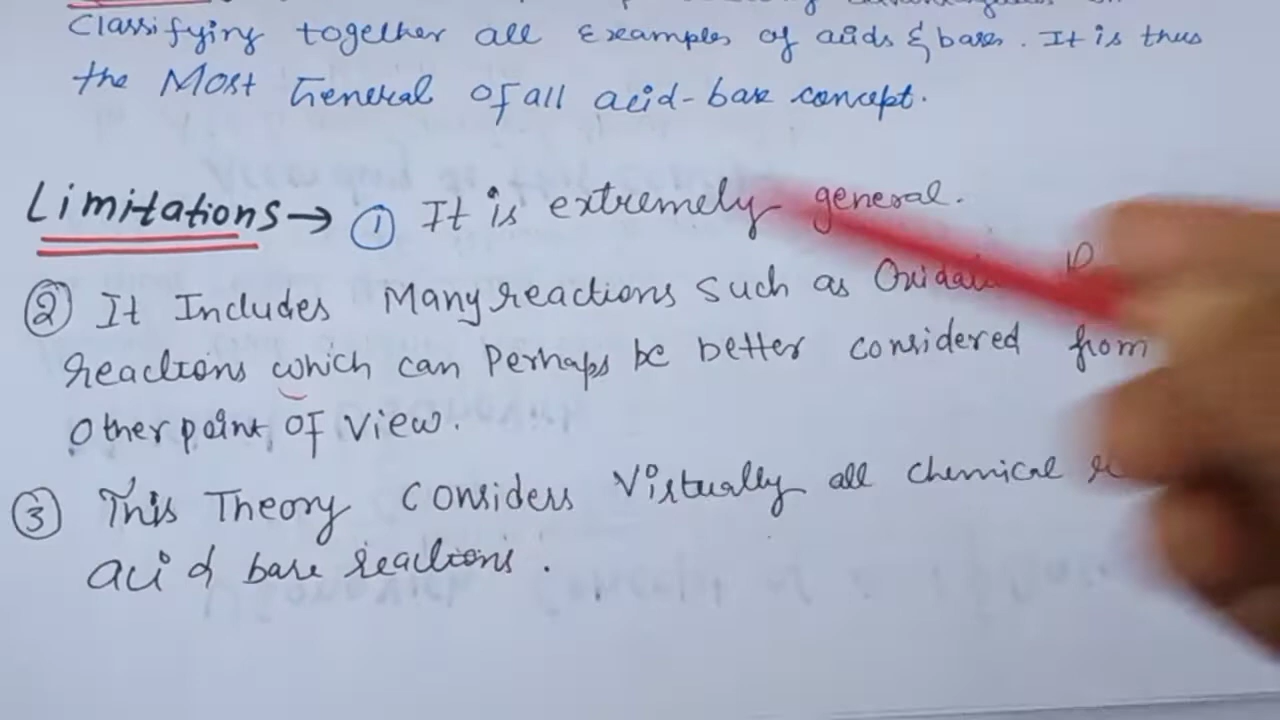 Classifying together all Examples of acids & bases. It is thus
the Most General of all acid-base concept.
Limitations → ① It is extremely general.
② It Includes Many reactions such as
reactions which can Perhaps be better considered from
Other point of View.
③ This Theory Considers Virtually all chemical
acid base reactions.